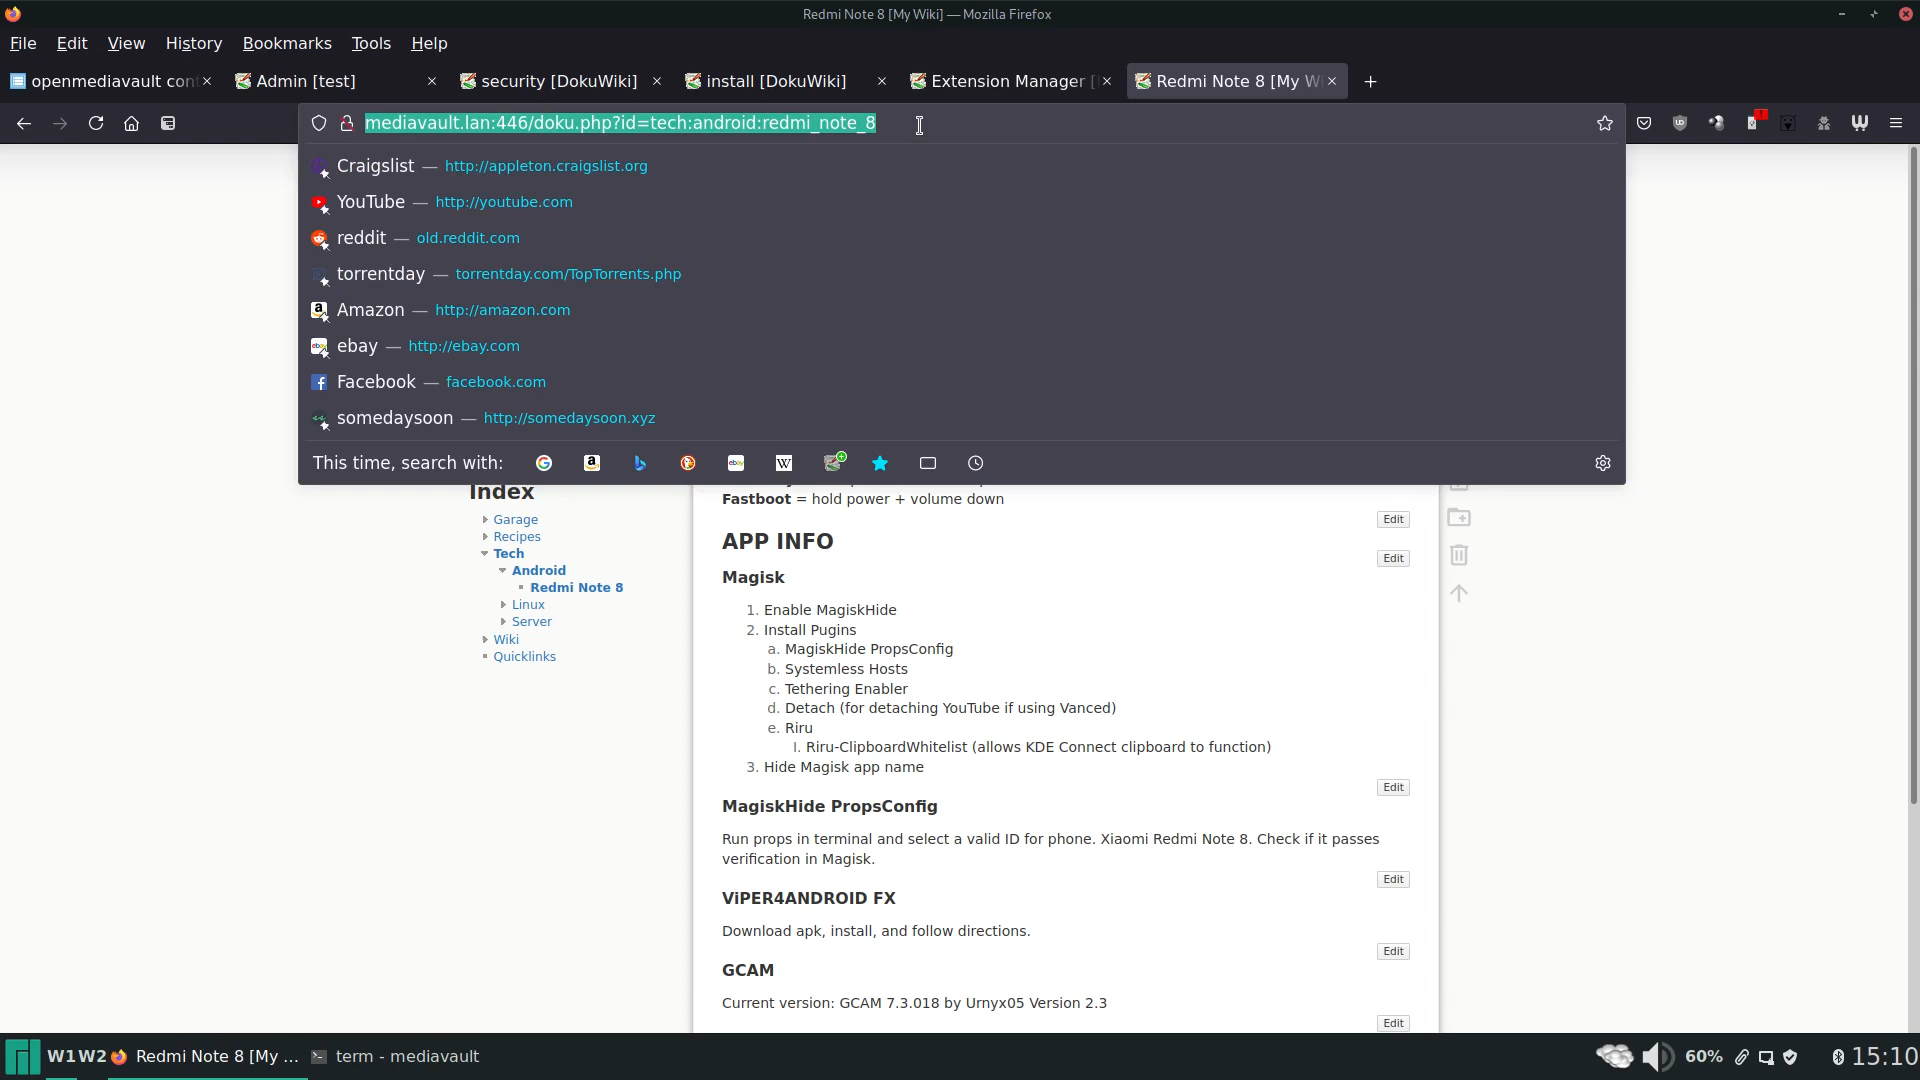 Redmi Note 8 [My Wiki] — Mozilla Firefox
File Edit View History Bookmarks Tools Help
openmediavault con
Admin [test]
security [DokuWiki]
install [DokuWiki]
Extension Manager [
Redmi Note 8 [My W
mediavault.lan:446/doku.php?id=tech:android:redmi_note_8
Craigslist — http://appleton.craigslist.org
YouTube — http://youtube.com
reddit — old.reddit.com
torrentday — torrentday.com/TopTorrents.php
Amazon — http://amazon.com
ebay — http://ebay.com
Facebook — facebook.com
somedaysoon — http://somedaysoon.xyz
This time, search with:
Index
Garage
Recipes
Tech
Android
Redmi Note 8
Linux
Server
Wiki
Quicklinks
Fastboot = hold power + volume down
Edit
APP INFO
Edit
Magisk
1. Enable MagiskHide
2. Install Pugins
a. MagiskHide PropsConfig
b. Systemless Hosts
c. Tethering Enabler
d. Detach (for detaching YouTube if using Vanced)
e. Riru
I. Riru-ClipboardWhitelist (allows KDE Connect clipboard to function)
3. Hide Magisk app name
Edit
MagiskHide PropsConfig
Run props in terminal and select a valid ID for phone. Xiaomi Redmi Note 8. Check if it passes
verification in Magisk.
Edit
ViPER4ANDROID FX
Download apk, install, and follow directions.
Edit
GCAM
Current version: GCAM 7.3.018 by Urnyx05 Version 2.3
Edit
W1 W2 Redmi Note 8 [My ... term - mediavault 60% 15:10